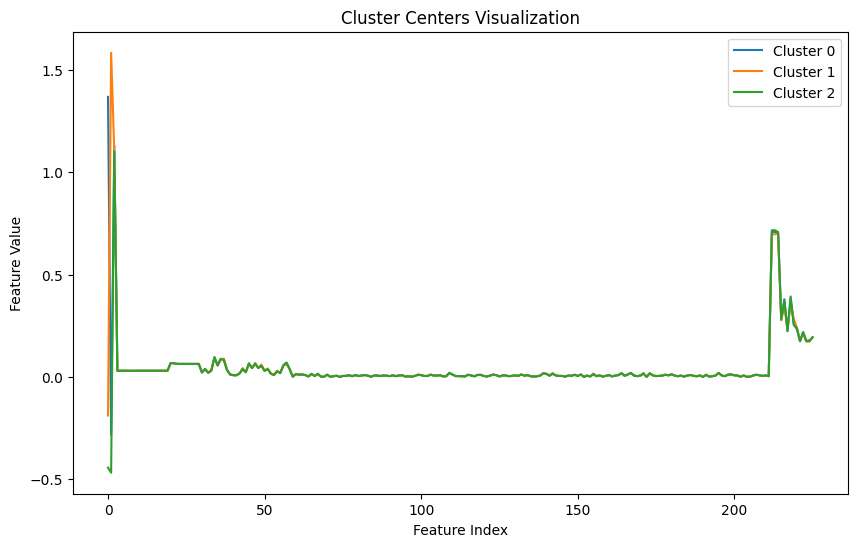 Cluster Centers Visualization
Cluster 0
Cluster 1
Cluster 2
Feature Value
1.5
1.0
0.5
0.0
−0.5
0 50 100 150 200
Feature Index